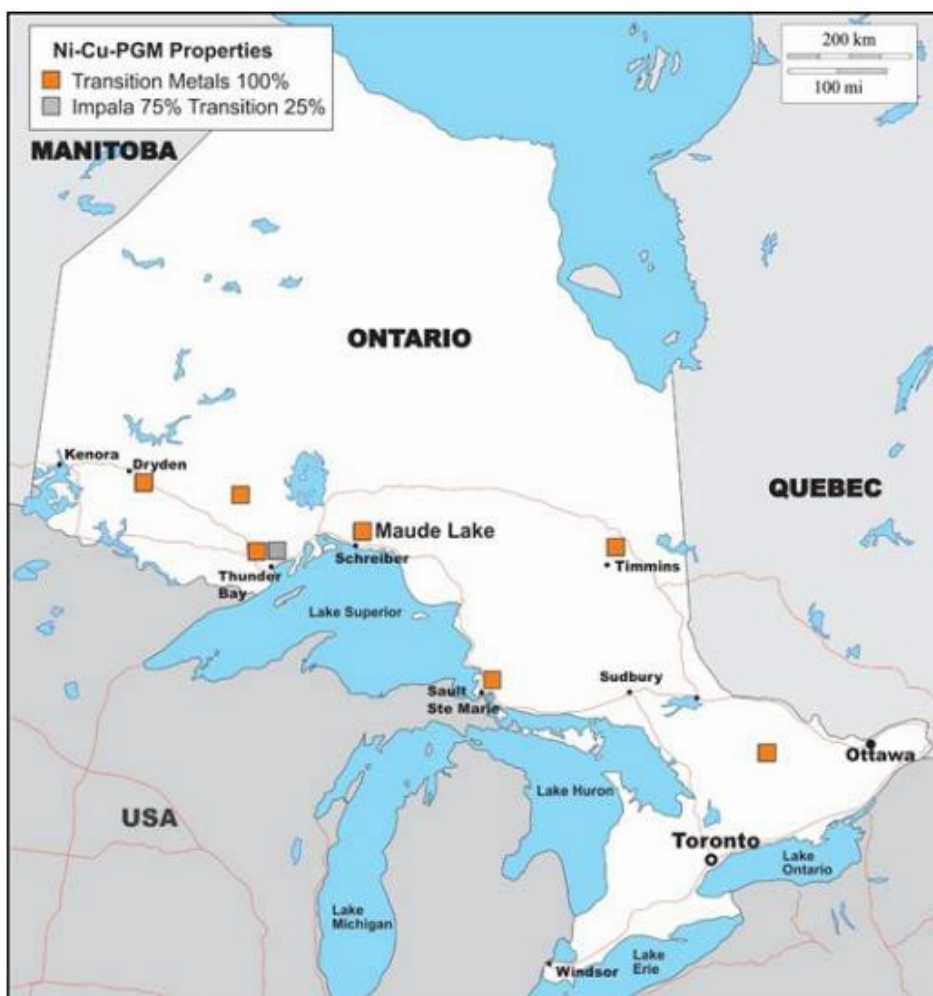 Ni-Cu-PGM Properties
Transition Metals 100%
Impala 75% Transition 25%
200 km
100 mi
MANITOBA
ONTARIO
Kenora
Dryden
QUEBEC
Maude Lake
Schreiber
Timmins
Thunder
Bay
Lake Superior
Sudbury
Sault
Ste Marie
Ottawa
Lake Huron
USA
Toronto
Lake
Ontario
Lake
Michigan
Lake
Erie
Windsor